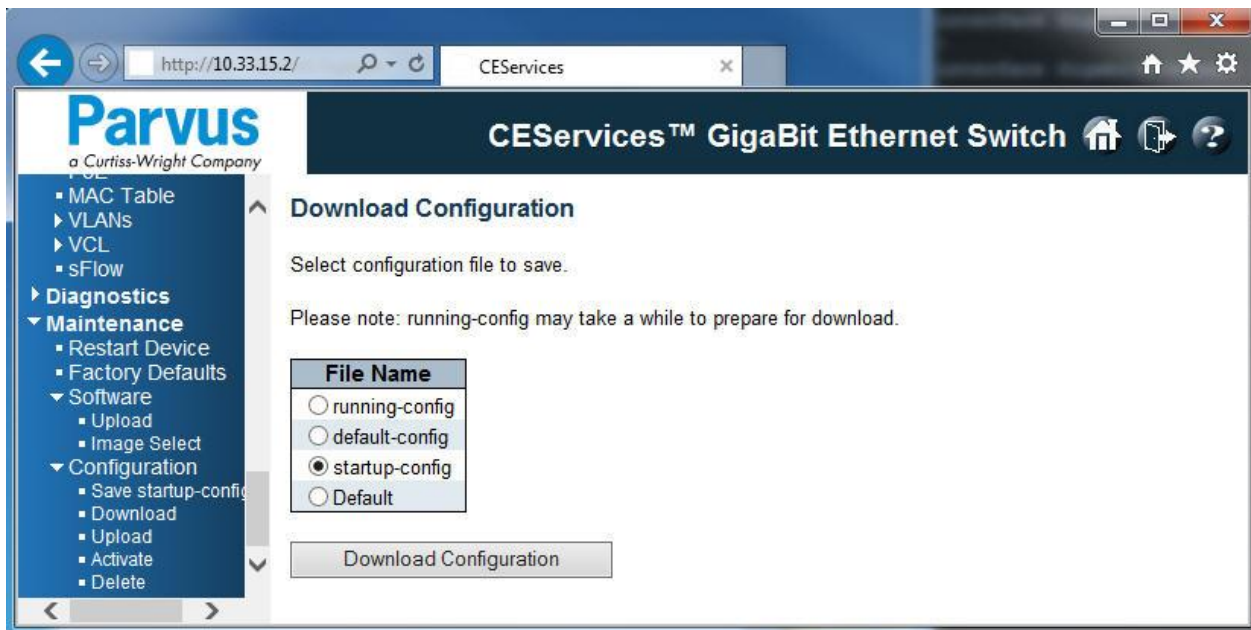 http://10.33.15.2/
CEServices
Parvus
a Curtiss-Wright Company
CEServices™ GigaBit Ethernet Switch
MAC Table
VLANs
VCL
sFlow
Diagnostics
Maintenance
Restart Device
Factory Defaults
Software
Upload
Image Select
Configuration
Save startup-config
Download
Upload
Activate
Delete
Download Configuration
Select configuration file to save.
Please note: running-config may take a while to prepare for download.
File Name
running-config
default-config
startup-config
Default
Download Configuration